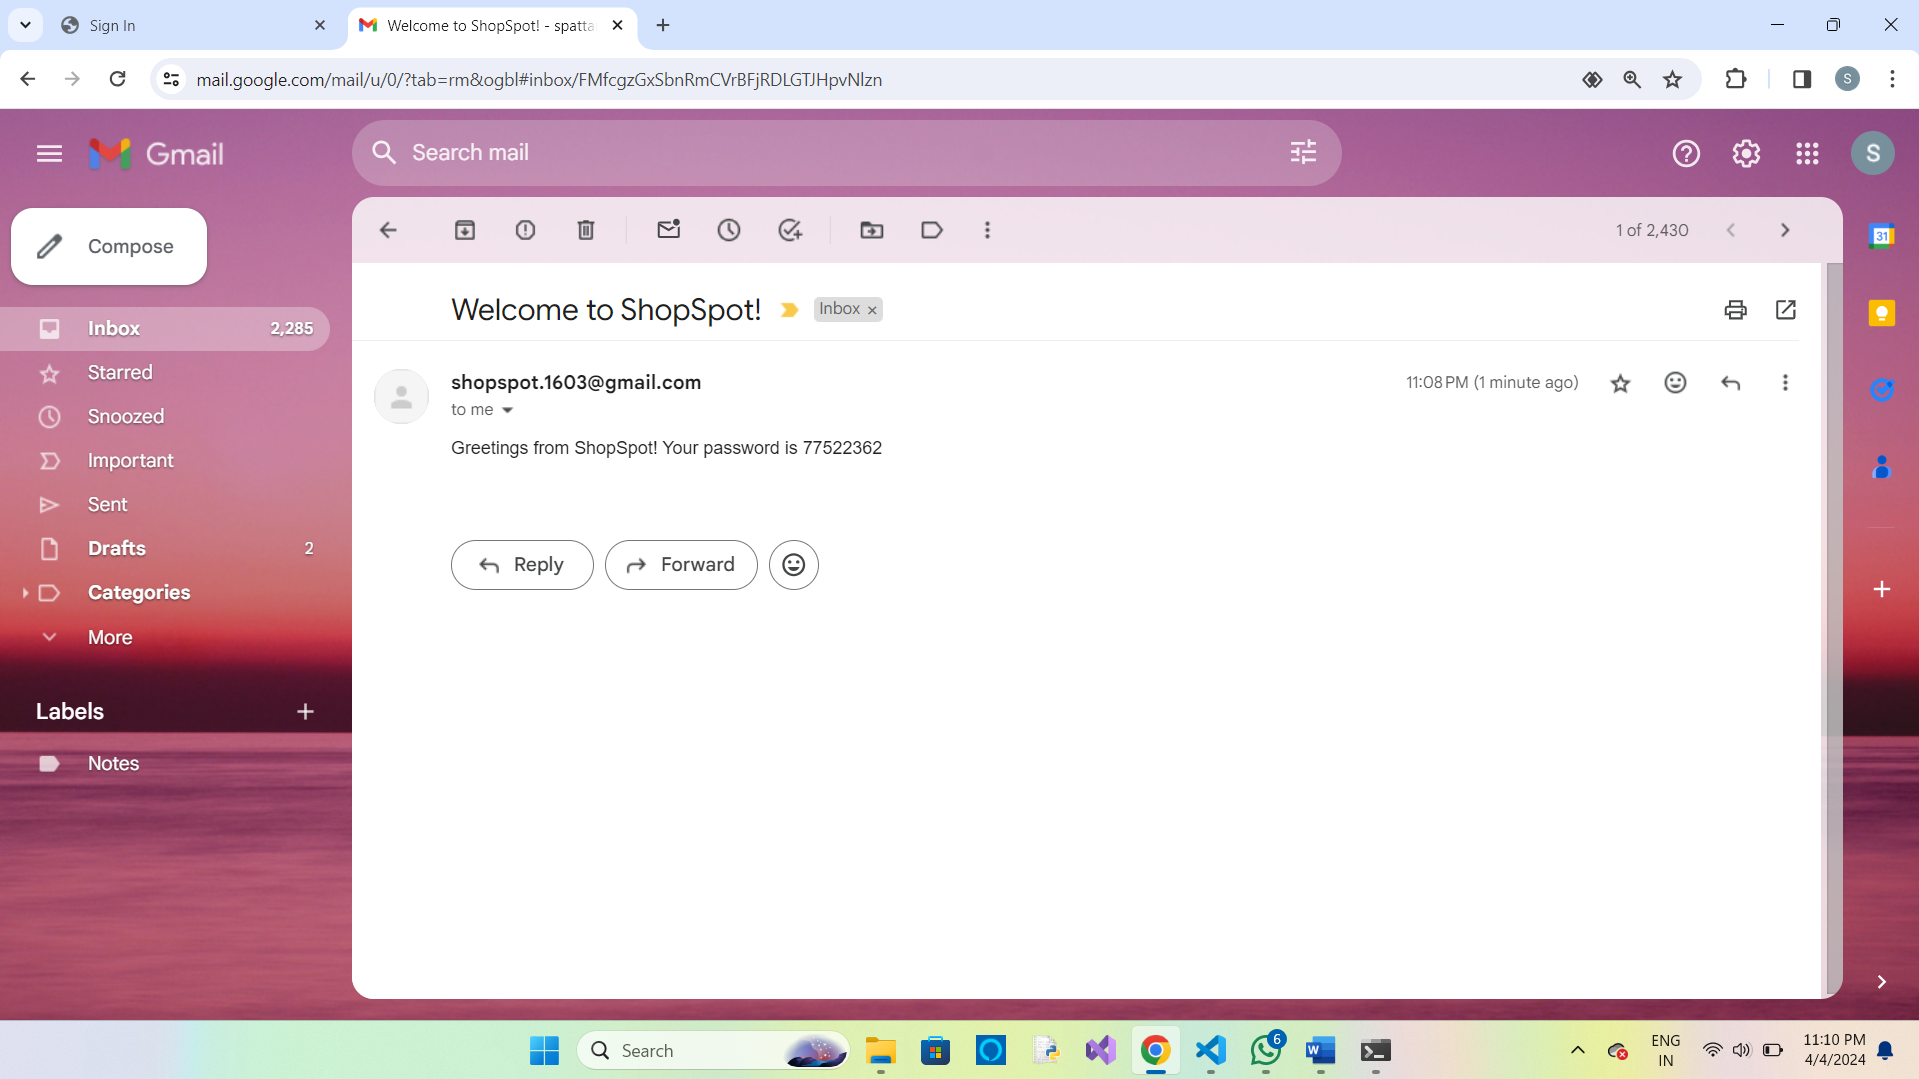 Sign In
Welcome to ShopSpot! - spatta
mail.google.com/mail/u/0/?tab=rm&ogbl#inbox/FMfcgzGxSbnRmCVrBFjRDLGTJHpvNlzn
S
Gmail
Search mail
S
Compose
1 of 2,430
31
Welcome to ShopSpot!
Inbox
Inbox 2,285
Starred
Snoozed
Important
Sent
Drafts 2
Categories
More
Labels
Notes
shopspot.1603@gmail.com
11:08 PM (1 minute ago)
to me
Greetings from ShopSpot! Your password is 77522362
Reply
Forward
Search
6
W
ENG
IN
11:10 PM
4/4/2024